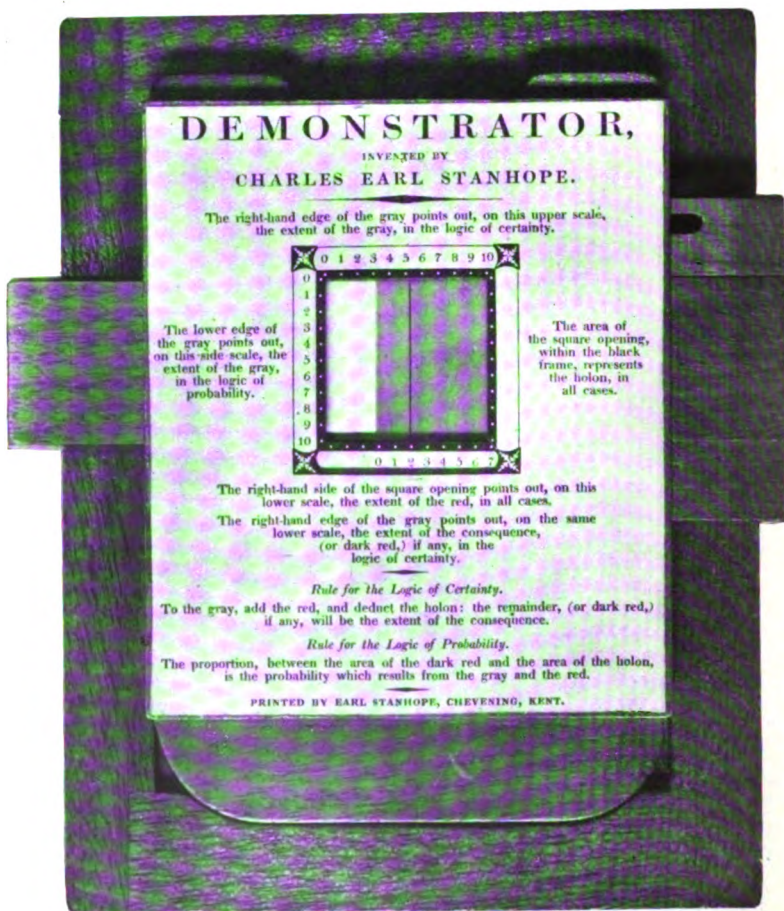 DEMONSTRATOR,
INVENTED BY
CHARLES EARL STANHOPE.
The right-hand edge of the gray points out, on this upper scale,
the extent of the gray, in the logic of certainty.
0 1 2 3 4 5 6 7 8 9 10
0
1
2
3
4
5
6
7
8
9
10
The lower edge of
the gray points out,
on this side scale, the
extent of the gray,
in the logic of
probability.
The area of
the square opening,
within the black
frame, represents
the holon, in
all cases.
0 1 2 3 4 5 6 7
The right-hand side of the square opening points out, on this
lower scale, the extent of the red, in all cases.
The right-hand edge of the gray points out, on the same
lower scale, the extent of the consequence,
(or dark red,) if any, in the
logic of certainty.
Rule for the Logic of Certainty.
To the gray, add the red, and deduct the holon: the remainder, (or dark red,)
if any, will be the extent of the consequence.
Rule for the Logic of Probability.
The proportion, between the area of the dark red and the area of the holon,
is the probability which results from the gray and the red.
PRINTED BY EARL STANHOPE, CHEVENING, KENT.